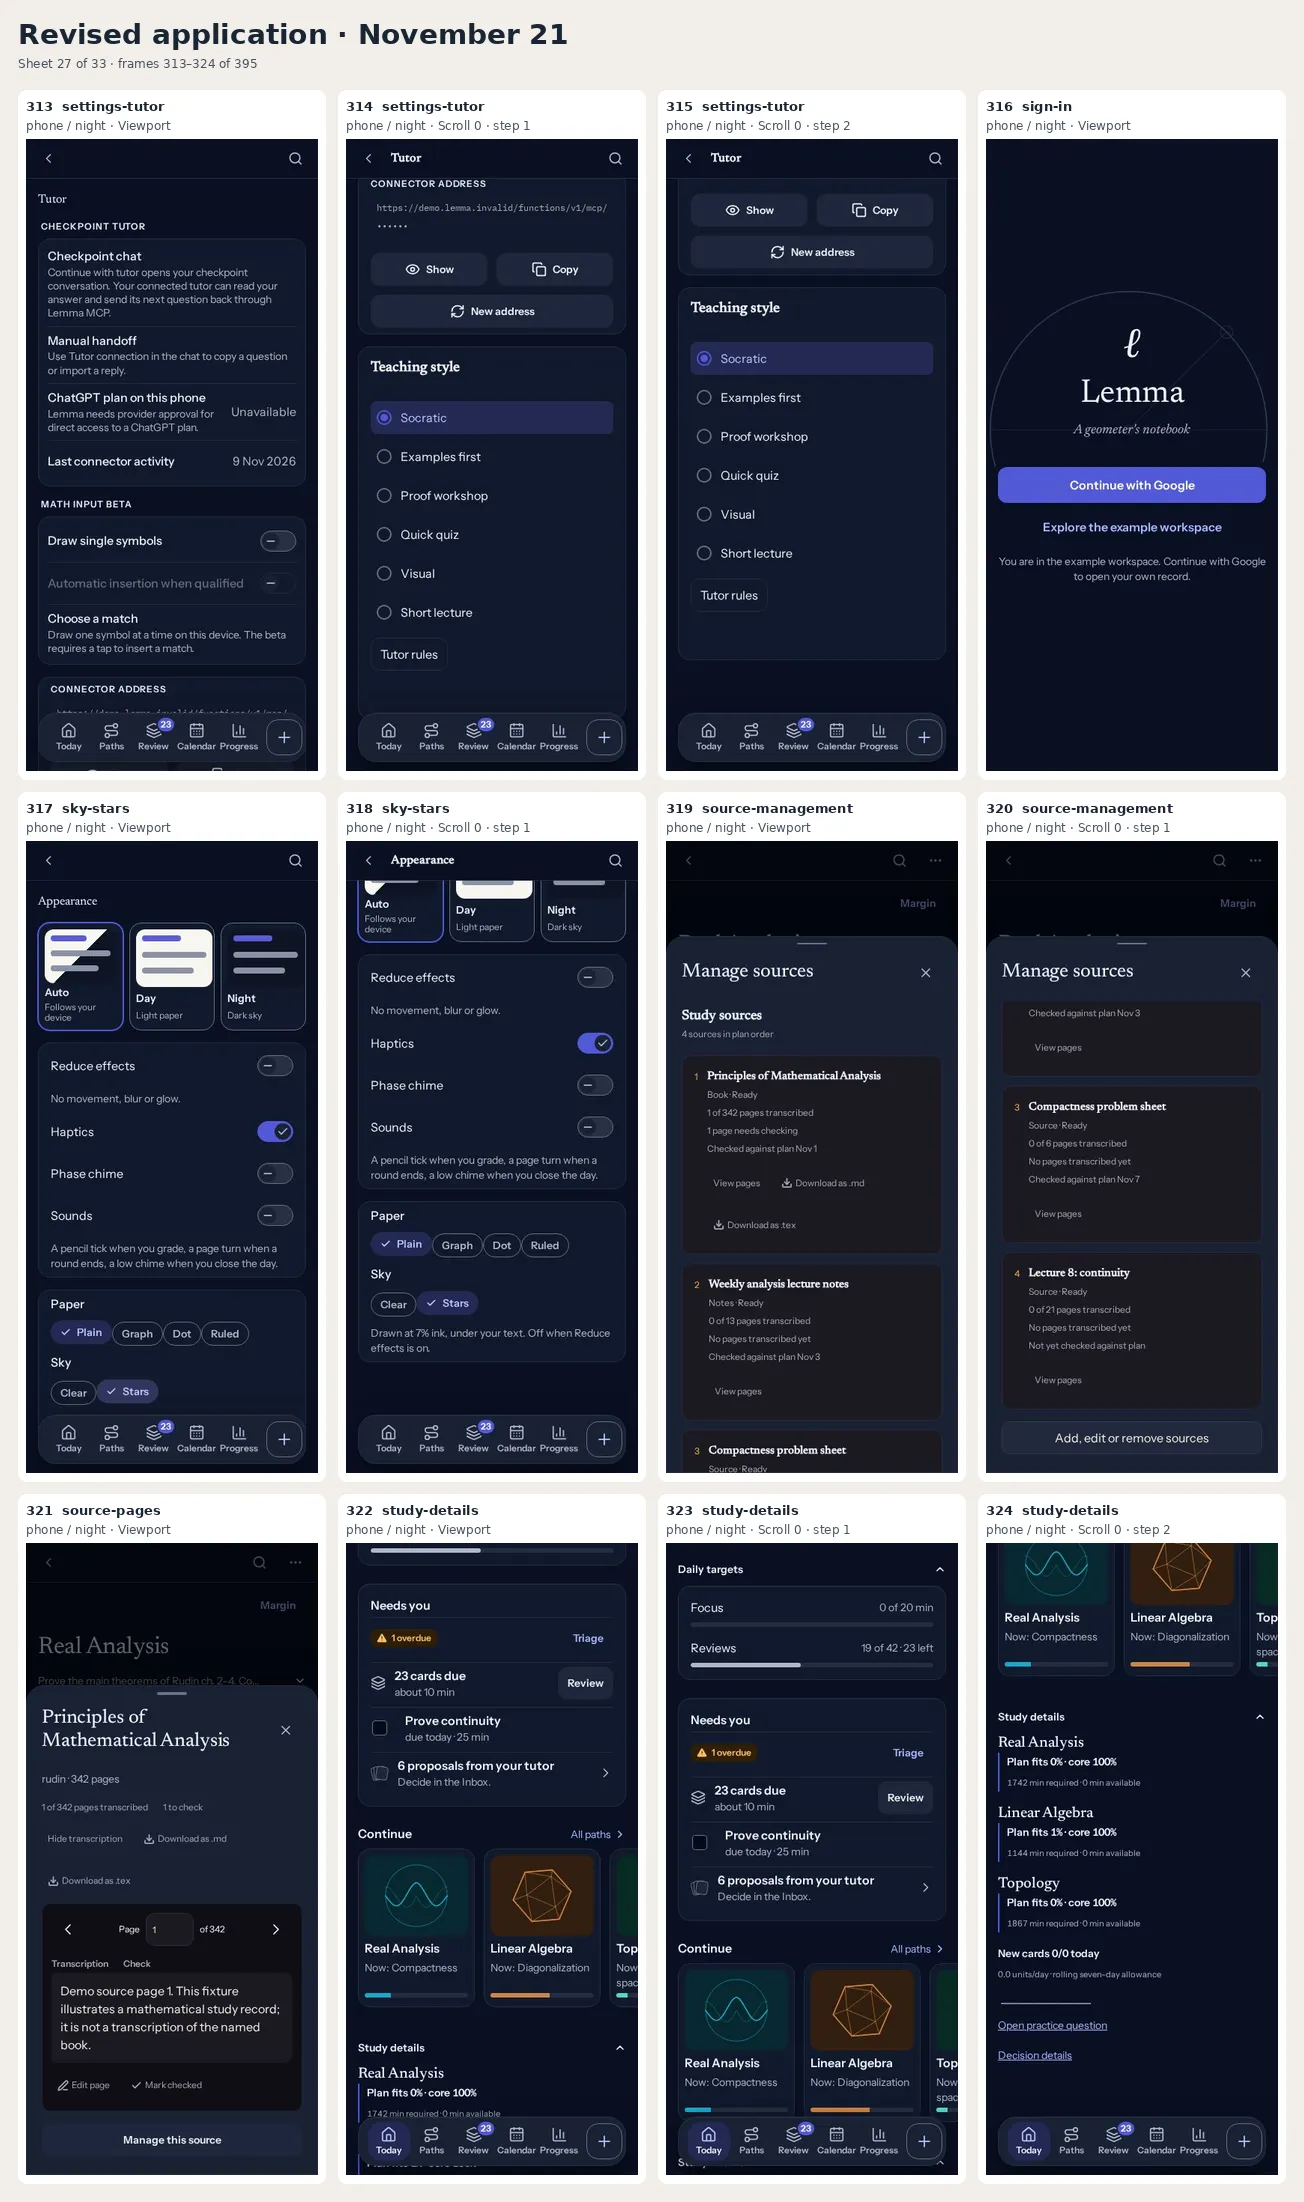 Revised application · November 21
Sheet 27 of 33 · frames 313–324 of 395
313 settings-tutor
phone / night · Viewport
Tutor
CHECKPOINT TUTOR
Checkpoint chat
Continue with tutor opens your checkpoint
conversation. Your connected tutor can read your
answer and send its next question back through
Lemma MCP.
Manual handoff
Use Tutor connection in the chat to copy a question
or import a reply.
ChatGPT plan on this phone
Lemma needs provider approval for
direct access to a ChatGPT plan.
Unavailable
Last connector activity
9 Nov 2026
MATH INPUT BETA
Draw single symbols
Automatic insertion when qualified
Choose a match
Draw one symbol at a time on this device. The beta
requires a tap to insert a match.
CONNECTOR ADDRESS
Today
Paths
Review
23
Calendar
Progress
314 settings-tutor
phone / night · Scroll 0 · step 1
Tutor
CONNECTOR ADDRESS
https://demo.lemma.invalid/functions/v1/mcp/
••••••
Show
Copy
New address
Teaching style
Socratic
Examples first
Proof workshop
Quick quiz
Visual
Short lecture
Tutor rules
Today
Paths
Review
23
Calendar
Progress
315 settings-tutor
phone / night · Scroll 0 · step 2
Tutor
Show
Copy
New address
Teaching style
Socratic
Examples first
Proof workshop
Quick quiz
Visual
Short lecture
Tutor rules
Today
Paths
Review
23
Calendar
Progress
316 sign-in
phone / night · Viewport
ℓ
Lemma
A geometer's notebook
Continue with Google
Explore the example workspace
You are in the example workspace. Continue with Google
to open your own record.
317 sky-stars
phone / night · Viewport
Appearance
Auto
Follows your
device
Day
Light paper
Night
Dark sky
Reduce effects
No movement, blur or glow.
Haptics
Phase chime
Sounds
A pencil tick when you grade, a page turn when a
round ends, a low chime when you close the day.
Paper
Plain
Graph
Dot
Ruled
Sky
Clear
Stars
Today
Paths
Review
23
Calendar
Progress
318 sky-stars
phone / night · Scroll 0 · step 1
Appearance
Auto
Follows your
device
Day
Light paper
Night
Dark sky
Reduce effects
No movement, blur or glow.
Haptics
Phase chime
Sounds
A pencil tick when you grade, a page turn when a
round ends, a low chime when you close the day.
Paper
Plain
Graph
Dot
Ruled
Sky
Clear
Stars
Drawn at 7% ink, under your text. Off when Reduce
effects is on.
Today
Paths
Review
23
Calendar
Progress
319 source-management
phone / night · Viewport
Margin
Manage sources
Study sources
4 sources in plan order
1 Principles of Mathematical Analysis
Book · Ready
1 of 342 pages transcribed
1 page needs checking
Checked against plan Nov 1
View pages
Download as .md
Download as .tex
2 Weekly analysis lecture notes
Notes · Ready
0 of 13 pages transcribed
No pages transcribed yet
Checked against plan Nov 3
View pages
3 Compactness problem sheet
Source · Ready
320 source-management
phone / night · Scroll 0 · step 1
Margin
Manage sources
Checked against plan Nov 3
View pages
3 Compactness problem sheet
Source · Ready
0 of 6 pages transcribed
No pages transcribed yet
Checked against plan Nov 7
View pages
4 Lecture 8: continuity
Source · Ready
0 of 21 pages transcribed
No pages transcribed yet
Not yet checked against plan
View pages
Add, edit or remove sources
321 source-pages
phone / night · Viewport
Margin
Real Analysis
Prove the main theorems of Rudin ch. 2–4. Co...
Principles of
Mathematical Analysis
rudin · 342 pages
1 of 342 pages transcribed
1 to check
Hide transcription
Download as .md
Download as .tex
Page
1
of 342
Transcription
Check
Demo source page 1. This fixture
illustrates a mathematical study record;
it is not a transcription of the named
book.
Edit page
Mark checked
Manage this source
322 study-details
phone / night · Viewport
Needs you
1 overdue
Triage
23 cards due
about 10 min
Review
Prove continuity
due today · 25 min
6 proposals from your tutor
Decide in the Inbox.
Continue
All paths
Real Analysis
Now: Compactness
Linear Algebra
Now: Diagonalization
Top
Now
spac
Study details
Real Analysis
Plan fits 0% · core 100%
1742 min required · 0 min available
Today
Paths
Review
23
Calendar
Progress
323 study-details
phone / night · Scroll 0 · step 1
Daily targets
Focus
0 of 20 min
Reviews
19 of 42 · 23 left
Needs you
1 overdue
Triage
23 cards due
about 10 min
Review
Prove continuity
due today · 25 min
6 proposals from your tutor
Decide in the Inbox.
Continue
All paths
Real Analysis
Now: Compactness
Linear Algebra
Now: Diagonalization
Top
Now
spac
Today
Paths
Review
23
Calendar
Progress
324 study-details
phone / night · Scroll 0 · step 2
Real Analysis
Now: Compactness
Linear Algebra
Now: Diagonalization
Top
Now:
spac
Study details
Real Analysis
Plan fits 0% · core 100%
1742 min required · 0 min available
Linear Algebra
Plan fits 1% · core 100%
1144 min required · 0 min available
Topology
Plan fits 0% · core 100%
1867 min required · 0 min available
New cards 0/0 today
0.0 units/day · rolling seven-day allowance
Open practice question
Decision details
Today
Paths
Review
23
Calendar
Progress